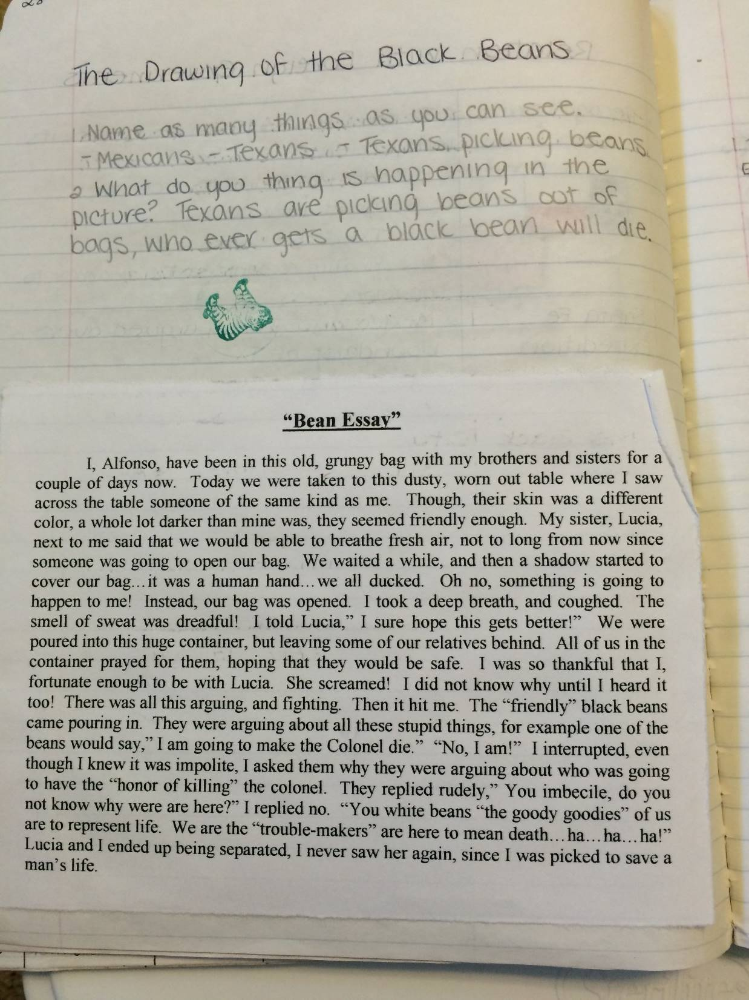 The Drawing of the Black Beans
1. Name as many things as you can see.
- Mexicans - Texans - Texans picking beans.
2 What do you thing is happening in the
picture? Texans are picking beans out of
bags, who ever gets a black bean will die.
“Bean Essay”
I, Alfonso, have been in this old, grungy bag with my brothers and sisters for a
couple of days now. Today we were taken to this dusty, worn out table where I saw
across the table someone of the same kind as me. Though, their skin was a different
color, a whole lot darker than mine was, they seemed friendly enough. My sister, Lucia,
next to me said that we would be able to breathe fresh air, not to long from now since
someone was going to open our bag. We waited a while, and then a shadow started to
cover our bag…it was a human hand…we all ducked. Oh no, something is going to
happen to me! Instead, our bag was opened. I took a deep breath, and coughed. The
smell of sweat was dreadful! I told Lucia,” I sure hope this gets better!” We were
poured into this huge container, but leaving some of our relatives behind. All of us in the
container prayed for them, hoping that they would be safe. I was so thankful that I,
fortunate enough to be with Lucia. She screamed! I did not know why until I heard it
too! There was all this arguing, and fighting. Then it hit me. The “friendly” black beans
came pouring in. They were arguing about all these stupid things, for example one of the
beans would say,” I am going to make the Colonel die.” “No, I am!” I interrupted, even
though I knew it was impolite, I asked them why they were arguing about who was going
to have the “honor of killing” the colonel. They replied rudely,” You imbecile, do you
not know why were are here?” I replied no. “You white beans “the goody goodies” of us
are to represent life. We are the “trouble-makers” are here to mean death…ha…ha…ha!”
Lucia and I ended up being separated, I never saw her again, since I was picked to save a
man’s life.